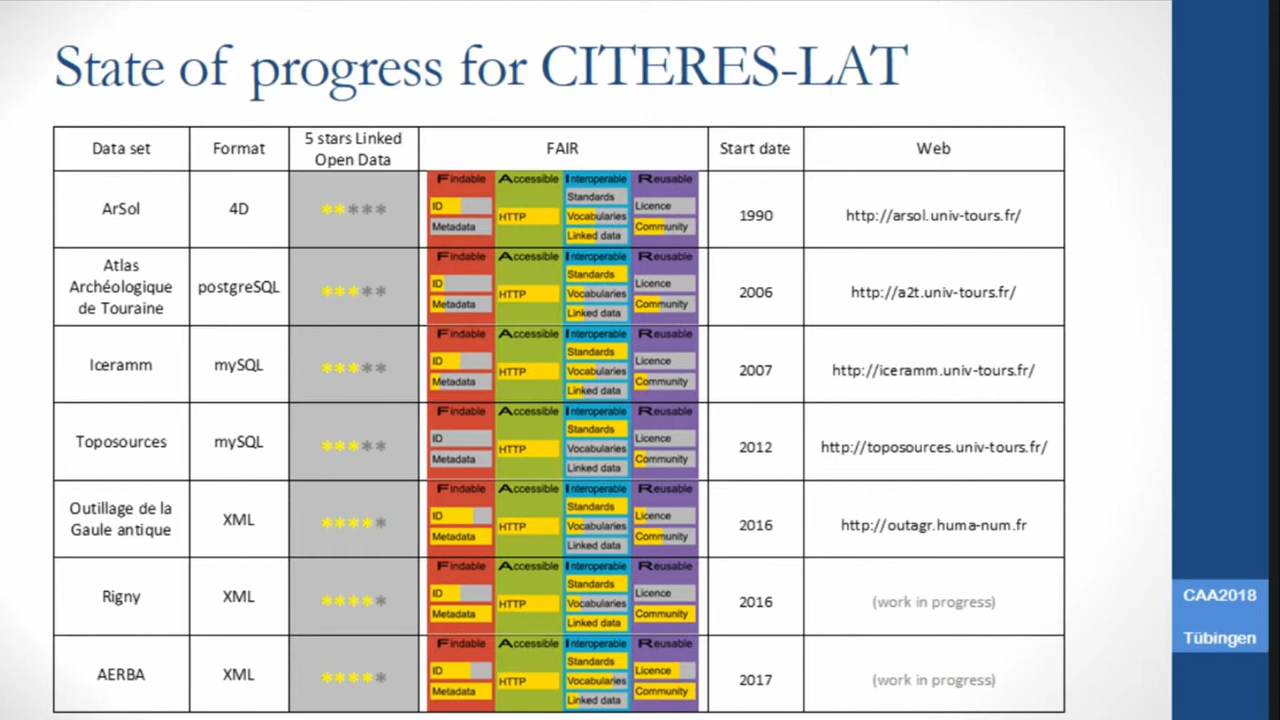 State of progress for CITERES-LAT
Data set
Format
5 stars Linked
Open Data
FAIR
Start date
Web
ArSol
4D
*****
Findable
ID
Metadata
Accessible
HTTP
Interoperable
Standards
Vocabularies
Linked data
Reusable
Licence
Community
1990
http://arsol.univ-tours.fr/
Atlas
Archéologique
de Touraine
postgreSQL
*****
Findable
ID
Metadata
Accessible
HTTP
Interoperable
Standards
Vocabularies
Linked data
Reusable
Licence
Community
2006
http://a2t.univ-tours.fr/
Iceramm
mySQL
*****
Findable
ID
Metadata
Accessible
HTTP
Interoperable
Standards
Vocabularies
Linked data
Reusable
Licence
Community
2007
http://iceramm.univ-tours.fr/
Toposources
mySQL
*****
Findable
ID
Metadata
Accessible
HTTP
Interoperable
Standards
Vocabularies
Linked data
Reusable
Licence
Community
2012
http://toposources.univ-tours.fr/
Outillage de la
Gaule antique
XML
*****
Findable
ID
Metadata
Accessible
HTTP
Interoperable
Standards
Vocabularies
Linked data
Reusable
Licence
Community
2016
http://outagr.huma-num.fr
Rigny
XML
*****
Findable
ID
Metadata
Accessible
HTTP
Interoperable
Standards
Vocabularies
Linked data
Reusable
Licence
Community
2016
(work in progress)
AERBA
XML
*****
Findable
ID
Metadata
Accessible
HTTP
Interoperable
Standards
Vocabularies
Linked data
Reusable
Licence
Community
2017
(work in progress)
CAA2018
Tübingen